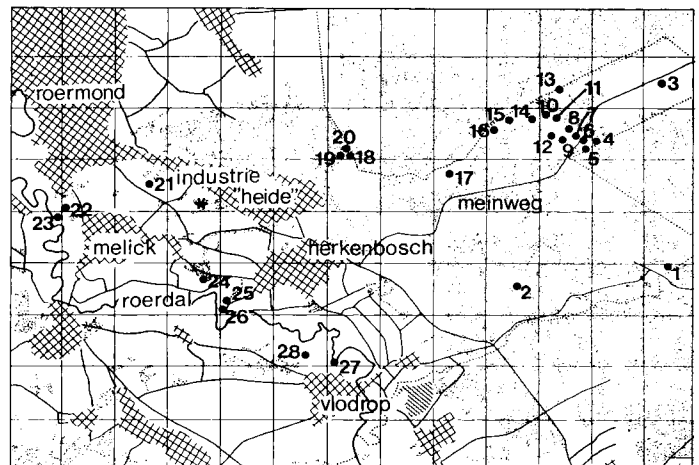 13
11
3
roermond
15 14 10
7
8 6
16
4
20
12
9 5
19 18
17
21 industrie
"heide"
meinweg
22
23
melick
herkenbosch
1
24
2
roerdal 25
26
28
27
vlodrop